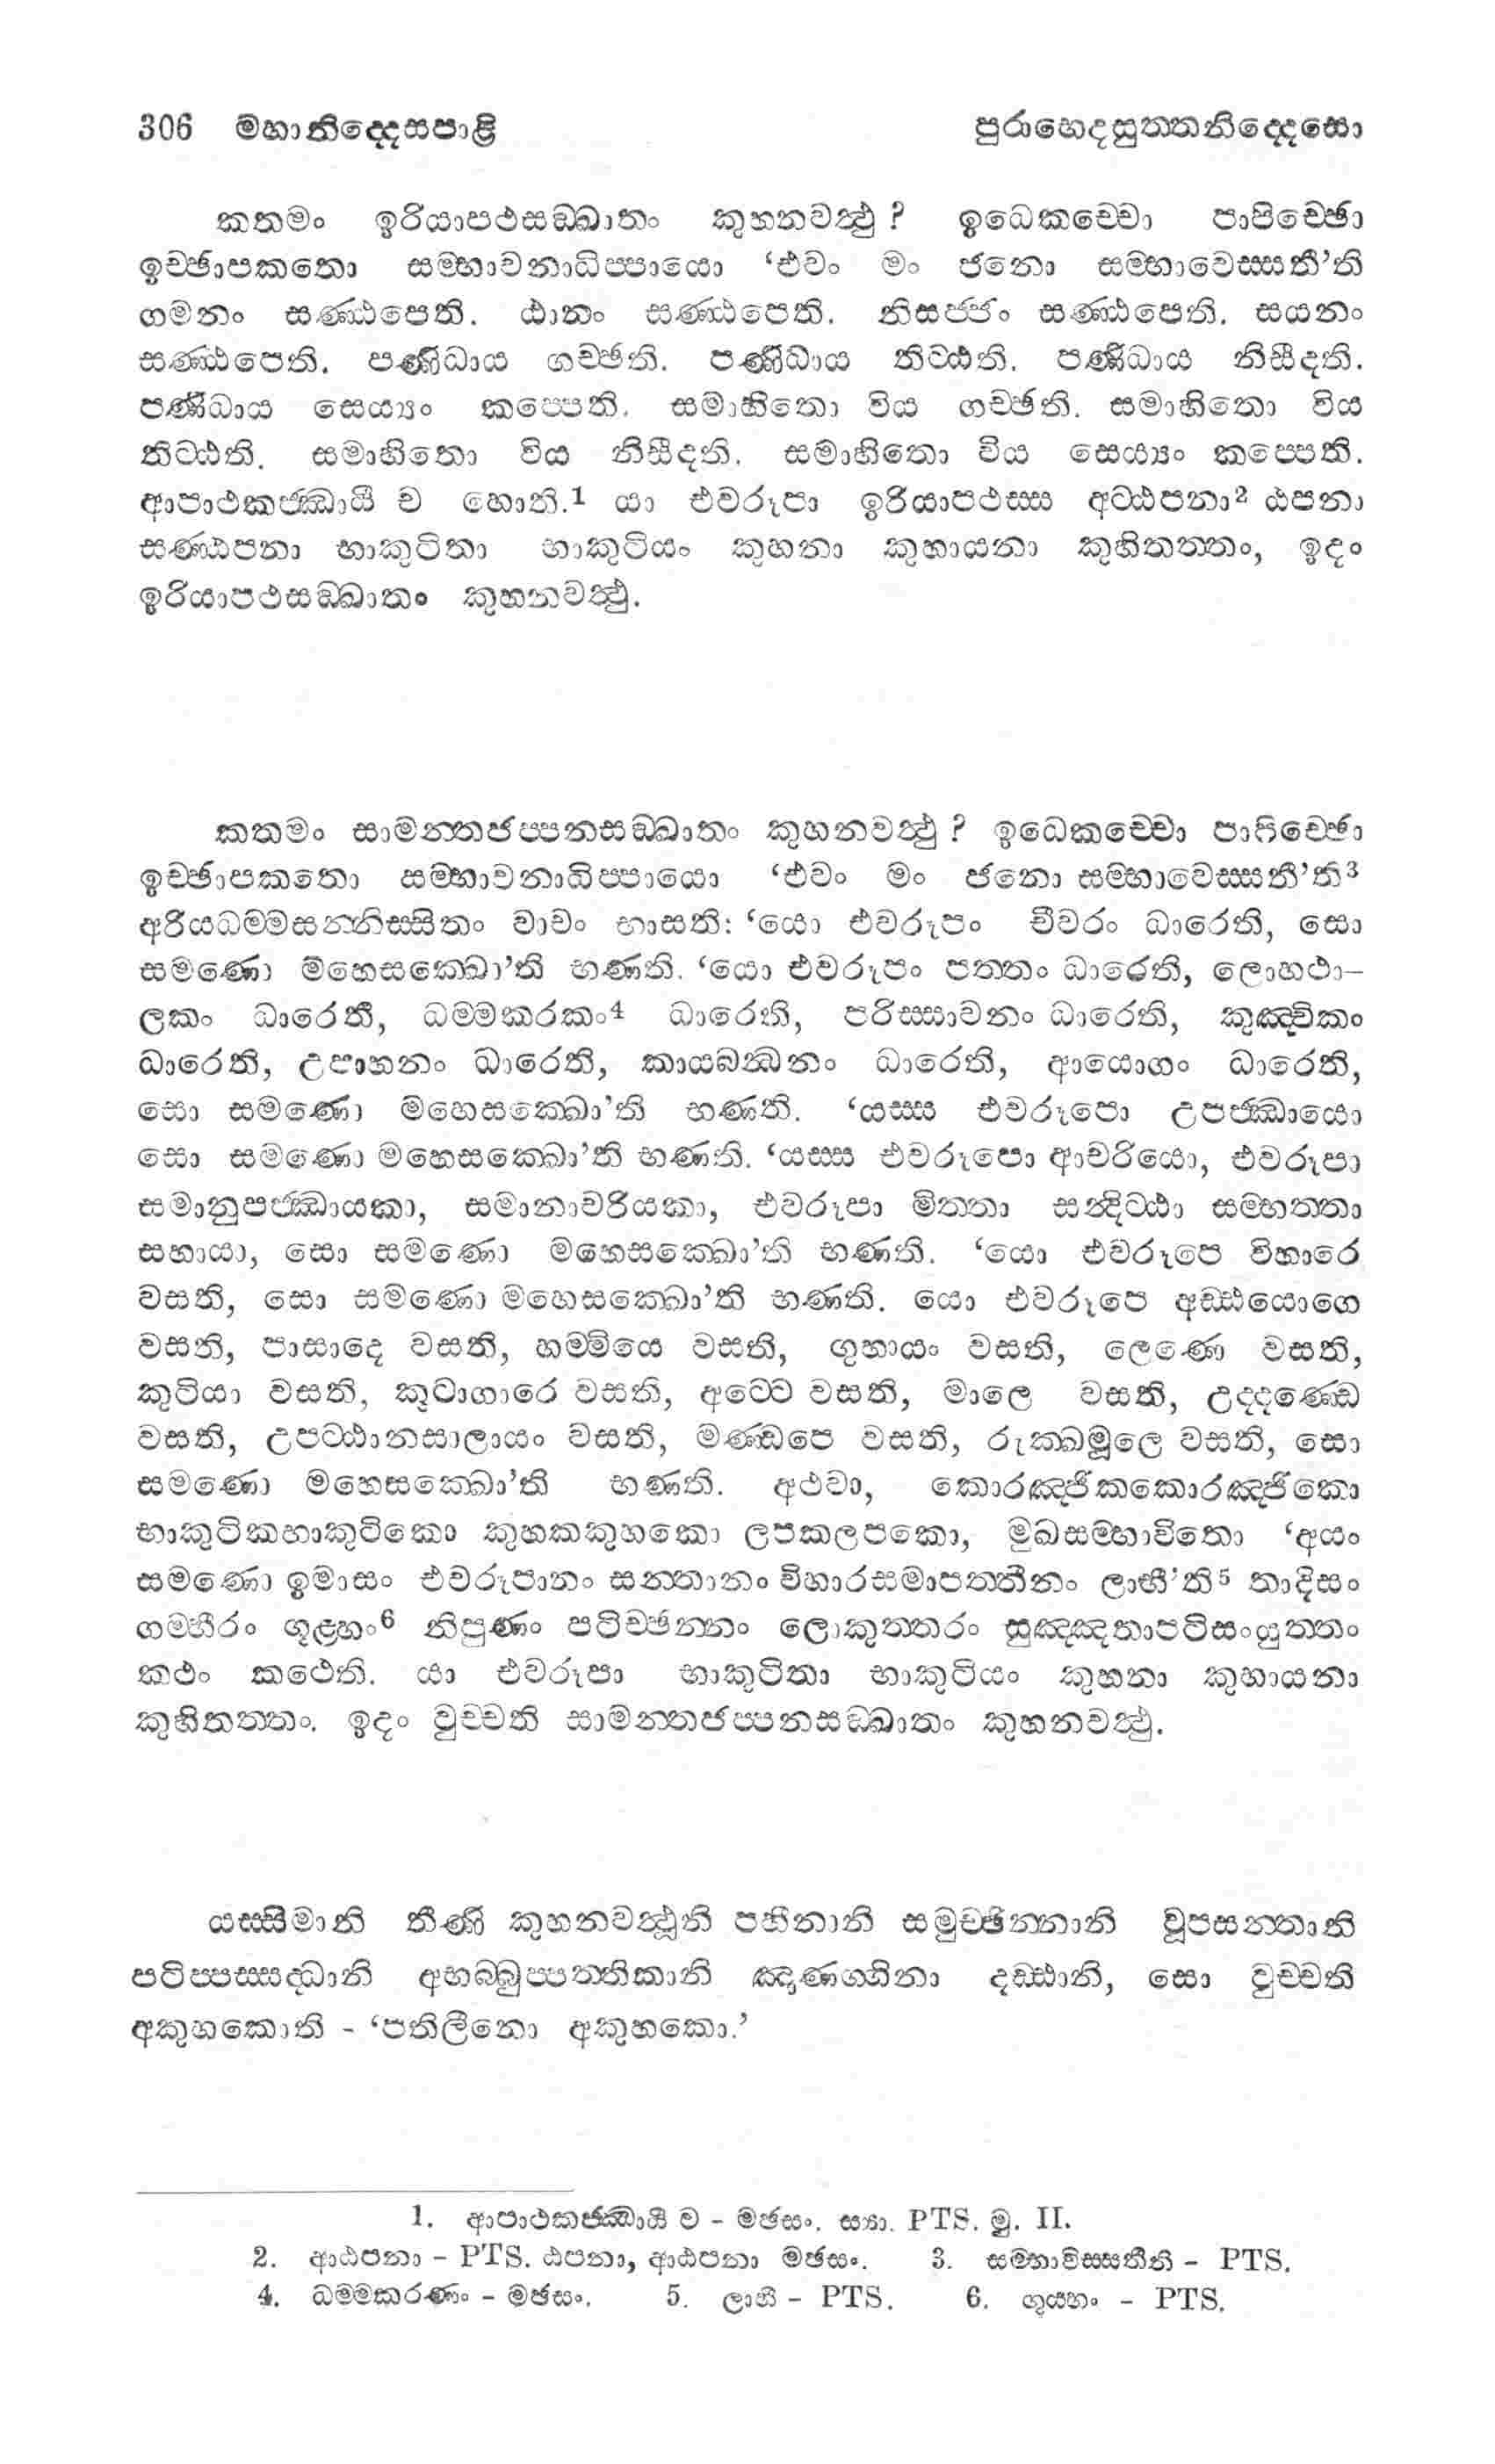 306 මහානිද්දෙසපාළි පුරාභෙදසුත්තනිද්දෙසො
කතමං ඉරියාපථසඞ්ඛාතං කුහනවත්ථු ? ඉධෙකච්චො පාපිච්ඡො
ඉච්ඡාපකතො සම්භාවනාධිප්පායො ‘එවං මං ජනො සම්භාවෙස්සතී’ති
ගමනං සණ්ඨපෙති. ඨානං සණ්ඨපෙති. නිසජ්ජං සණ්ඨපෙති. සයනං
සණ්ඨපෙති. පණිධාය ගච්ඡති. පණිධාය තිට්ඨති. පණිධාය නිසීදති.
පණිධාය සෙය්‍යං කප්පෙති. සමාහිතො විය ගච්ඡති. සමාහිතො විය
තිට්ඨති. සමාහිතො විය නිසීදති. සමාහිතො විය සෙය්‍යං කප්පෙති.
ආපාථකජ්ඣායී ච හොති.1 යා එවරූපා ඉරියාපථස්ස අට්ඨපනා2 ඨපනා
සණ්ඨපනා භාකුටිතා භාකුටියං කුහනා කුහායනා කුහිතත්තං, ඉදං
ඉරියාපථසඞ්ඛාතං කුහනවත්ථු.
කතමං සාමන්තජප්පනසඞ්ඛාතං කුහනවත්ථු ? ඉධෙකච්චො පාපිච්ඡො
ඉච්ඡාපකතො සම්භාවනාධිප්පායො ‘එවං මං ජනො සම්භාවෙස්සතී’ති3
අරියධම්මසන්නිස්සිතං වාචං භාසති: ‘යො එවරූපං චීවරං ධාරෙති, සො
සමණො මහෙසක්ඛො’ති භණති. ‘යො එවරූපං පත්තං ධාරෙති, ලොහථා–
ලකං ධාරෙතී, ධම්මකරකං4 ධාරෙති, පරිස්සාවනං ධාරෙති, කුඤ්චිකං
ධාරෙති, උපාහනං ධාරෙති, කායබන්ධනං ධාරෙති, ආයොගං ධාරෙති,
සො සමණො මහෙසක්ඛො’ති භණති. ‘යස්ස එවරූපො උපජ්ඣායො
සො සමණො මහෙසක්ඛො’ති භණති. ‘යස්ස එවරූපො ආචරියො, එවරූපා
සමානුපජ්ඣායකා, සමානාචරියකා, එවරූපා මිත්තා සන්දිට්ඨා සම්භත්තා
සහායා, සො සමණො මහෙසක්ඛො’ති භණති. ‘යො එවරූපෙ විහාරෙ
වසති, සො සමණො මහෙසක්ඛො’ති භණති. යො එවරූපෙ අඩ්ඪයොගෙ
වසති, පාසාදෙ වසති, හම්මියෙ වසති, ගුහායං වසති, ලෙණෙ වසති,
කුටියා වසති, කූටාගාරෙ වසති, අට්ටෙ වසති, මාලෙ වසති, උද්දණ්ඩෙ
වසති, උපට්ඨානසාලායං වසති, මණ්ඩපෙ වසති, රුක්ඛමූලෙ වසති, සො
සමණො මහෙසක්ඛො’ති භණති. අථවා, කොරඤ්ජිකකොරඤ්ජිකො
භාකුටිකභාකුටිකො කුහකකුහකො ලපකලපකො, මුඛසම්භාවිතො ‘අයං
සමණො ඉමාසං එවරූපානං සන්තානං විහාරසමාපත්තීනං ලාභී’ති5 තාදිසං
ගම්භීරං ගූළ්හං6 නිපුණං පටිච්ඡන්නං ලොකුත්තරං සුඤ්ඤතාපටිසංයුත්තං
කථං කථෙති. යා එවරූපා භාකුටිතා භාකුටියං කුහනා කුහායනා
කුහිතත්තං. ඉදං වුච්චති සාමන්තජප්පනසඞ්ඛාතං කුහනවත්ථු.
යස්සිමානි තීණි කුහනවත්ථූනි පහීනානි සමුච්ඡින්නානි වූපසන්තානි
පටිප්පස්සද්ධානි අභබ්බුප්පත්තිකානි ඤාණග්ගිනා දඩ්ඪානි, සො වුච්චති
අකුහකොති - ‘පතිලීනො අකුහකො.’
1. ආපාථකජ්ඣායී ච – මඡසං. ස්‍යා. PTS. මු. II.
2. ආඨපනා – PTS. ඨපනා, ආඨපනා මඡසං. 3. සම්භාවිස්සතීති – PTS.
4. ධම්මකරණං – මඡසං. 5. ලාභී – PTS. 6. ගුය්හං – PTS.